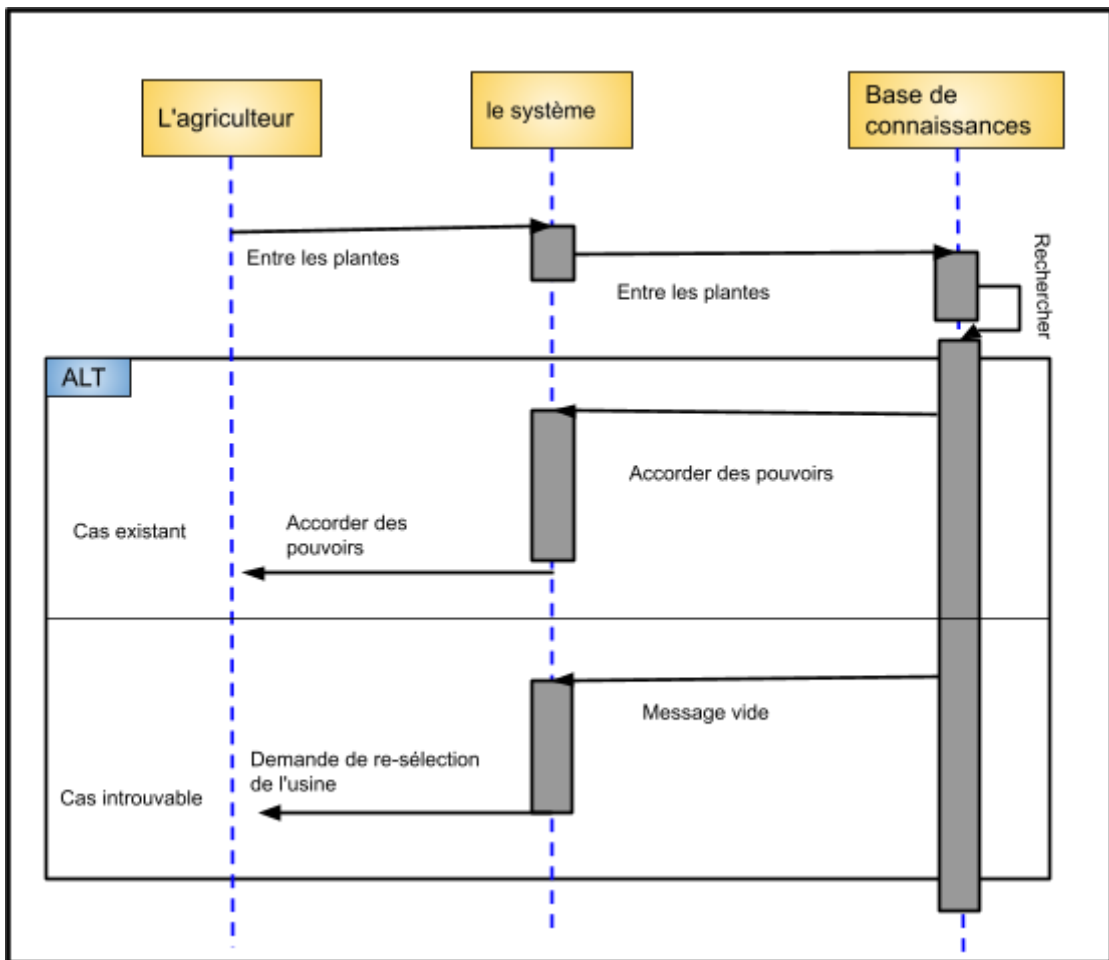 L'agriculteur
le système
Base de
connaissances
Entre les plantes
Entre les plantes
Rechercher
ALT
Accorder des pouvoirs
Cas existant
Accorder des
pouvoirs
Message vide
Demande de re-sélection
de l'usine
Cas introuvable